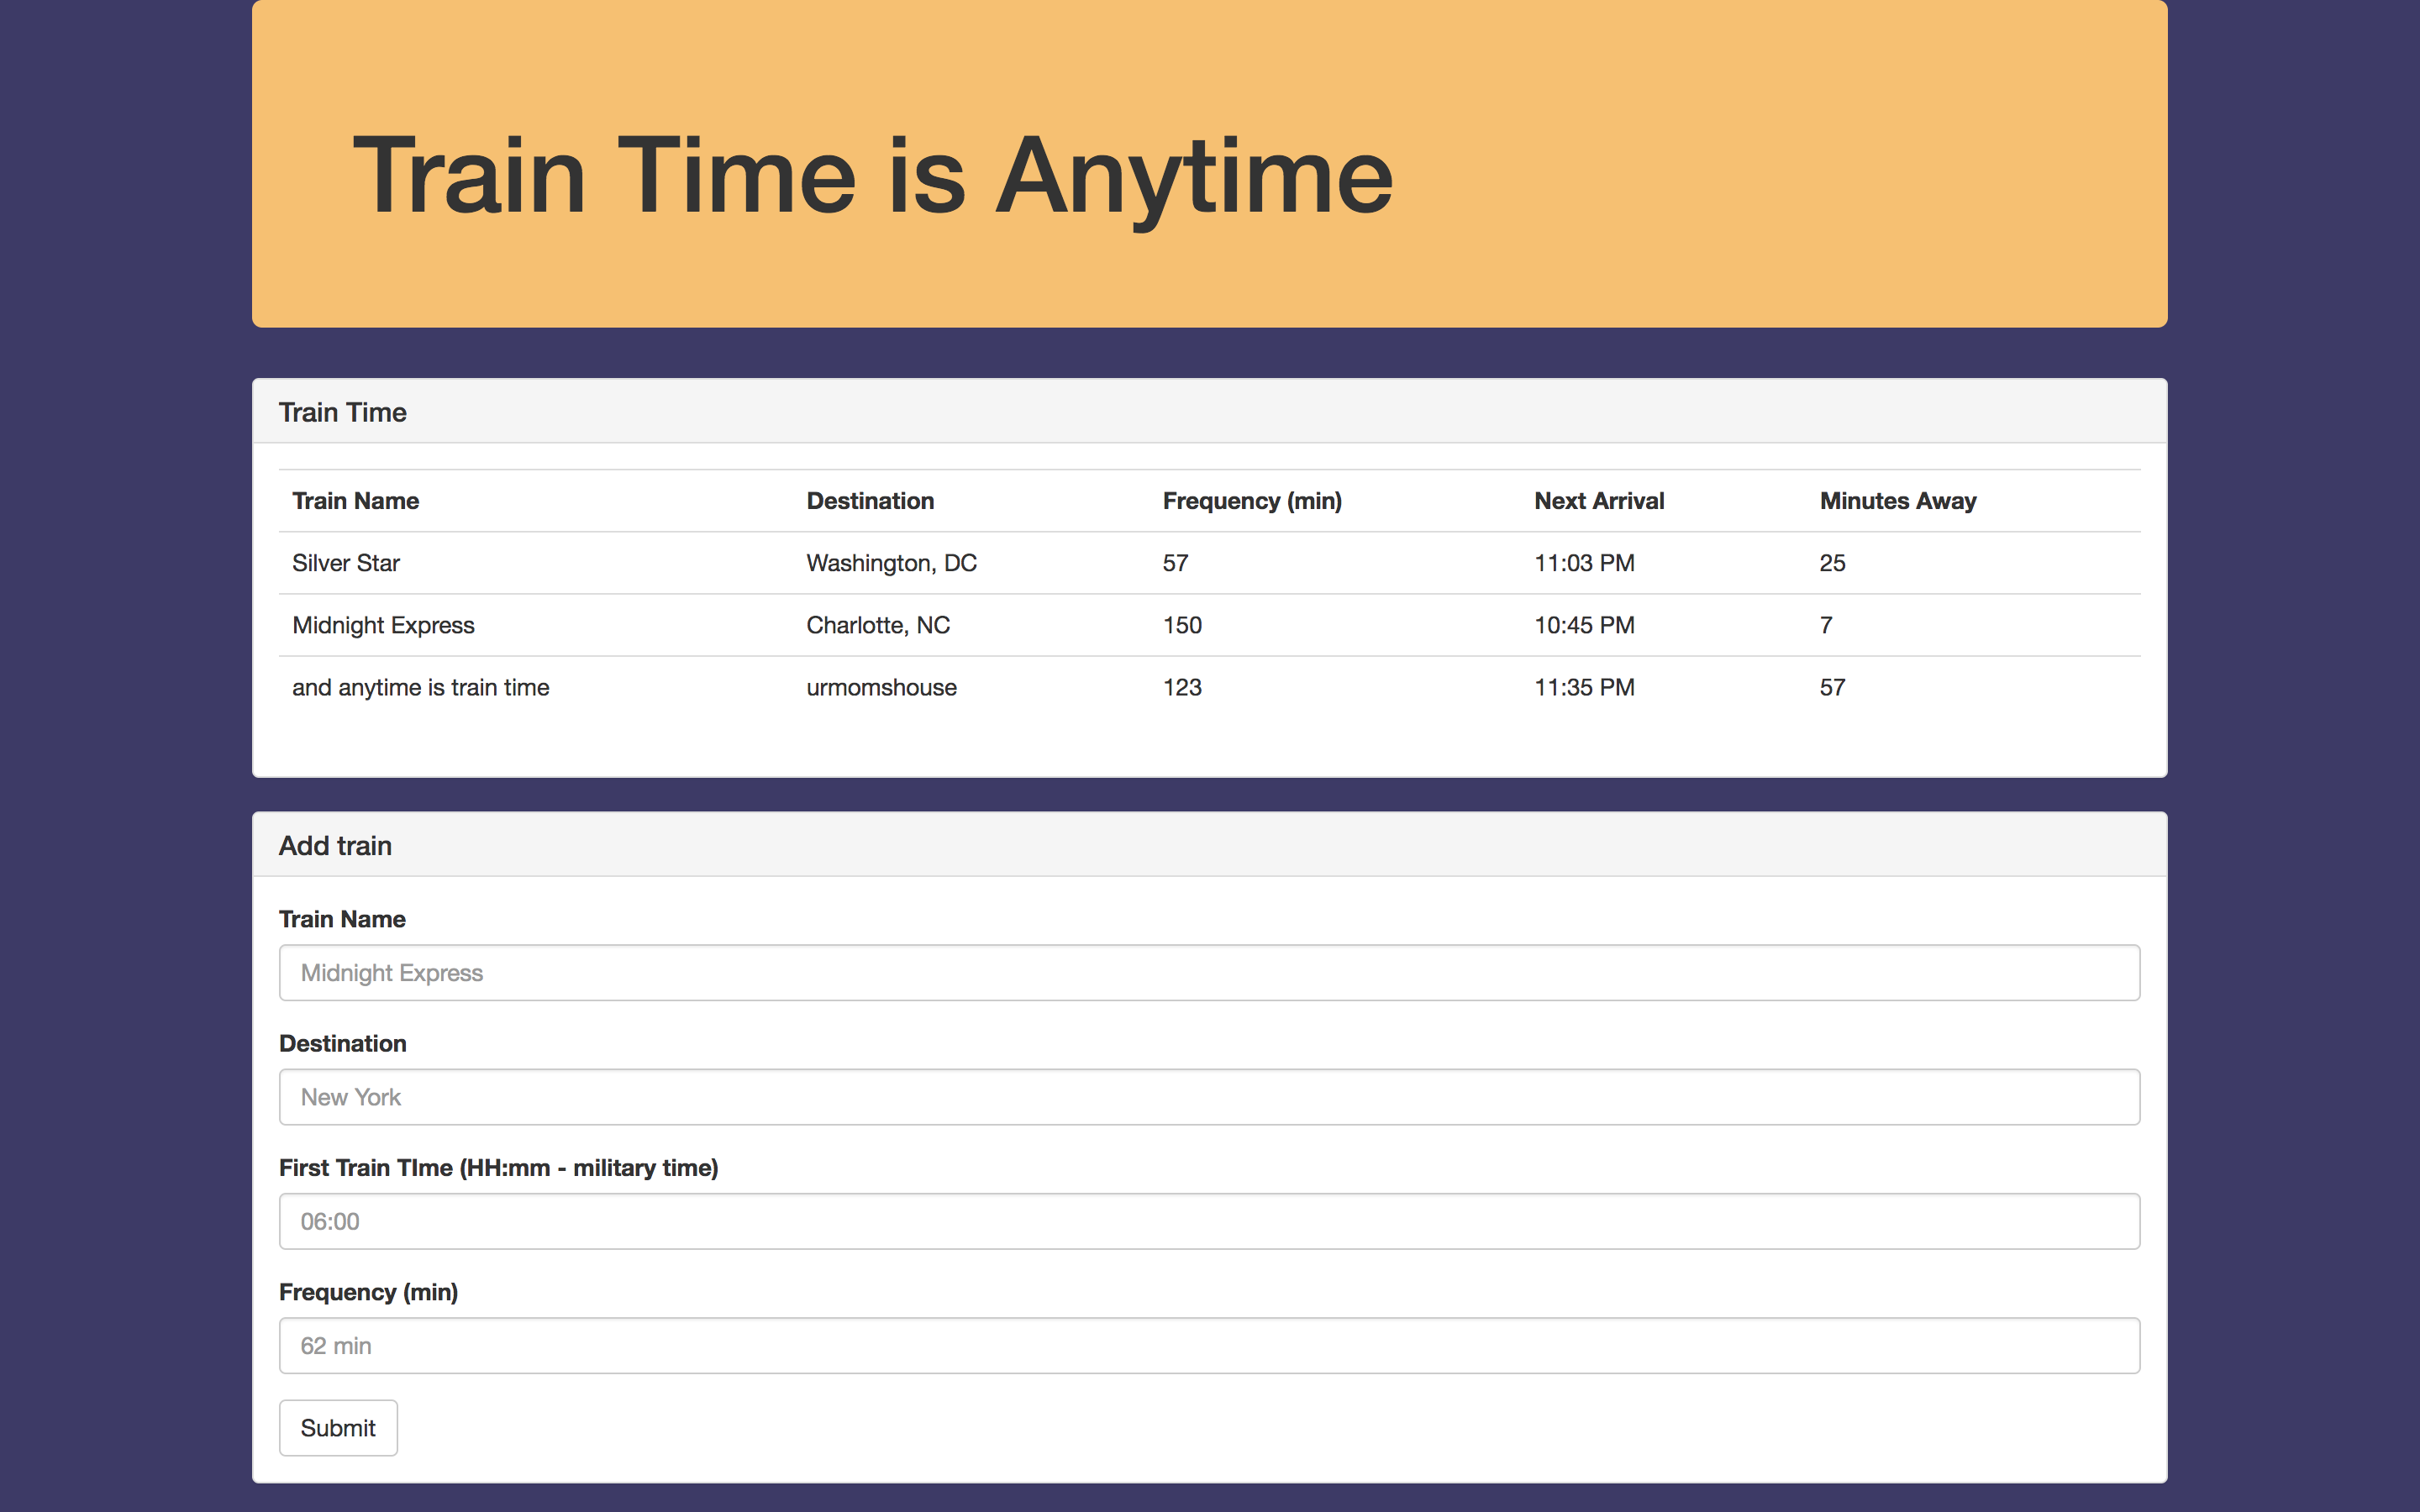 Train Time is Anytime
Train Time
Train Name Destination Frequency (min) Next Arrival Minutes Away
Silver Star Washington, DC 57 11:03 PM 25
Midnight Express Charlotte, NC 150 10:45 PM 7
and anytime is train time urmomshouse 123 11:35 PM 57
Add train
Train Name
Midnight Express
Destination
New York
First Train TIme (HH:mm - military time)
06:00
Frequency (min)
62 min
Submit